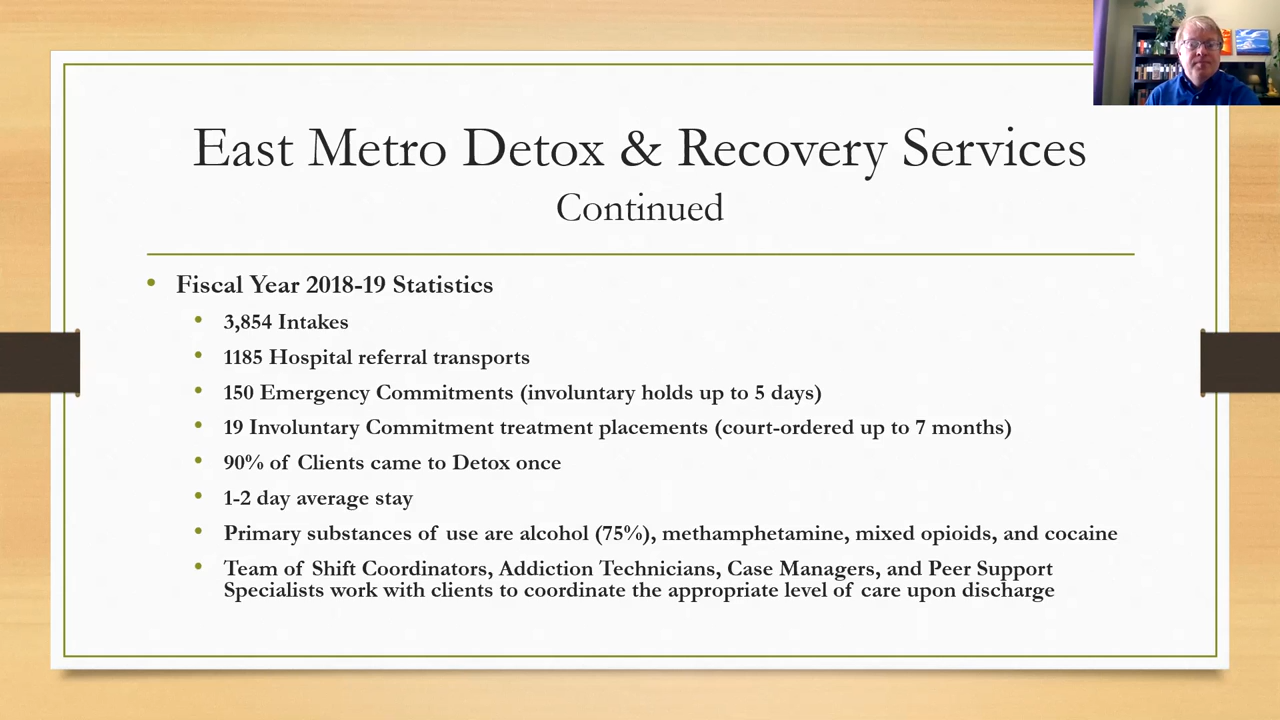 East Metro Detox & Recovery Services
Continued
• Fiscal Year 2018-19 Statistics
• 3,854 Intakes
• 1185 Hospital referral transports
• 150 Emergency Commitments (involuntary holds up to 5 days)
• 19 Involuntary Commitment treatment placements (court-ordered up to 7 months)
• 90% of Clients came to Detox once
• 1-2 day average stay
• Primary substances of use are alcohol (75%), methamphetamine, mixed opioids, and cocaine
• Team of Shift Coordinators, Addiction Technicians, Case Managers, and Peer Support
Specialists work with clients to coordinate the appropriate level of care upon discharge